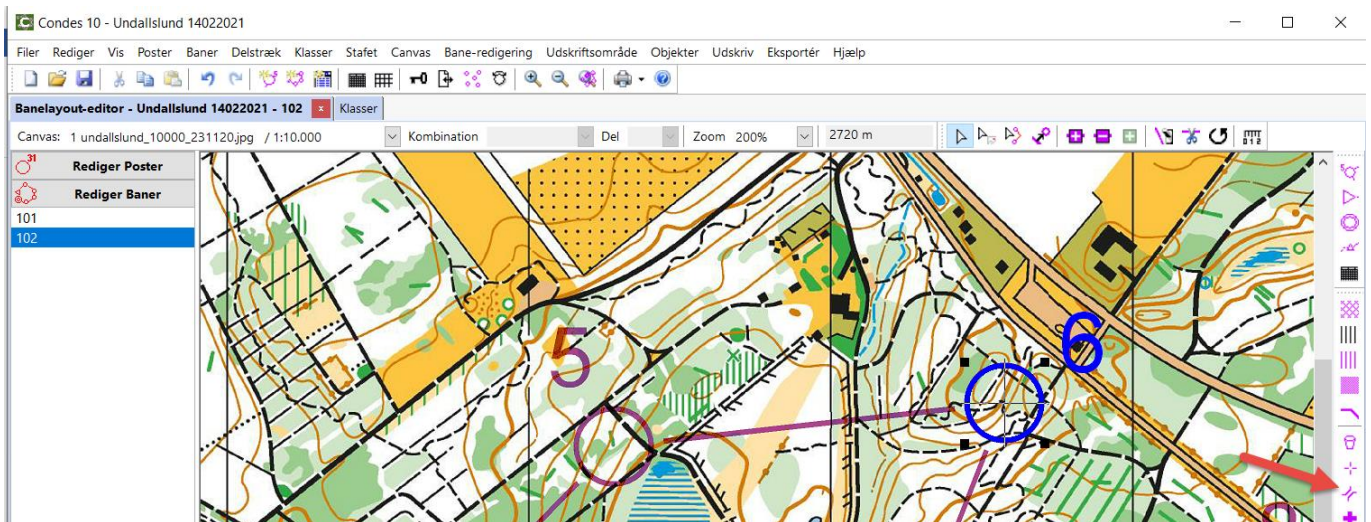 Condes 10 - Undallslund 14022021
Filer Rediger Vis Poster Baner Delstræk Klasser Stafet Canvas Bane-redigering Udskriftsområde Objekter Udskriv Eksportér Hjælp
Banelayout-editor - Undallslund 14022021 - 102 x Klasser
Canvas: 1 undallslund_10000_231120.jpg / 1:10.000 Kombination Del Zoom 200% 2720 m
31 Rediger Poster
Rediger Baner
101
102
5
6